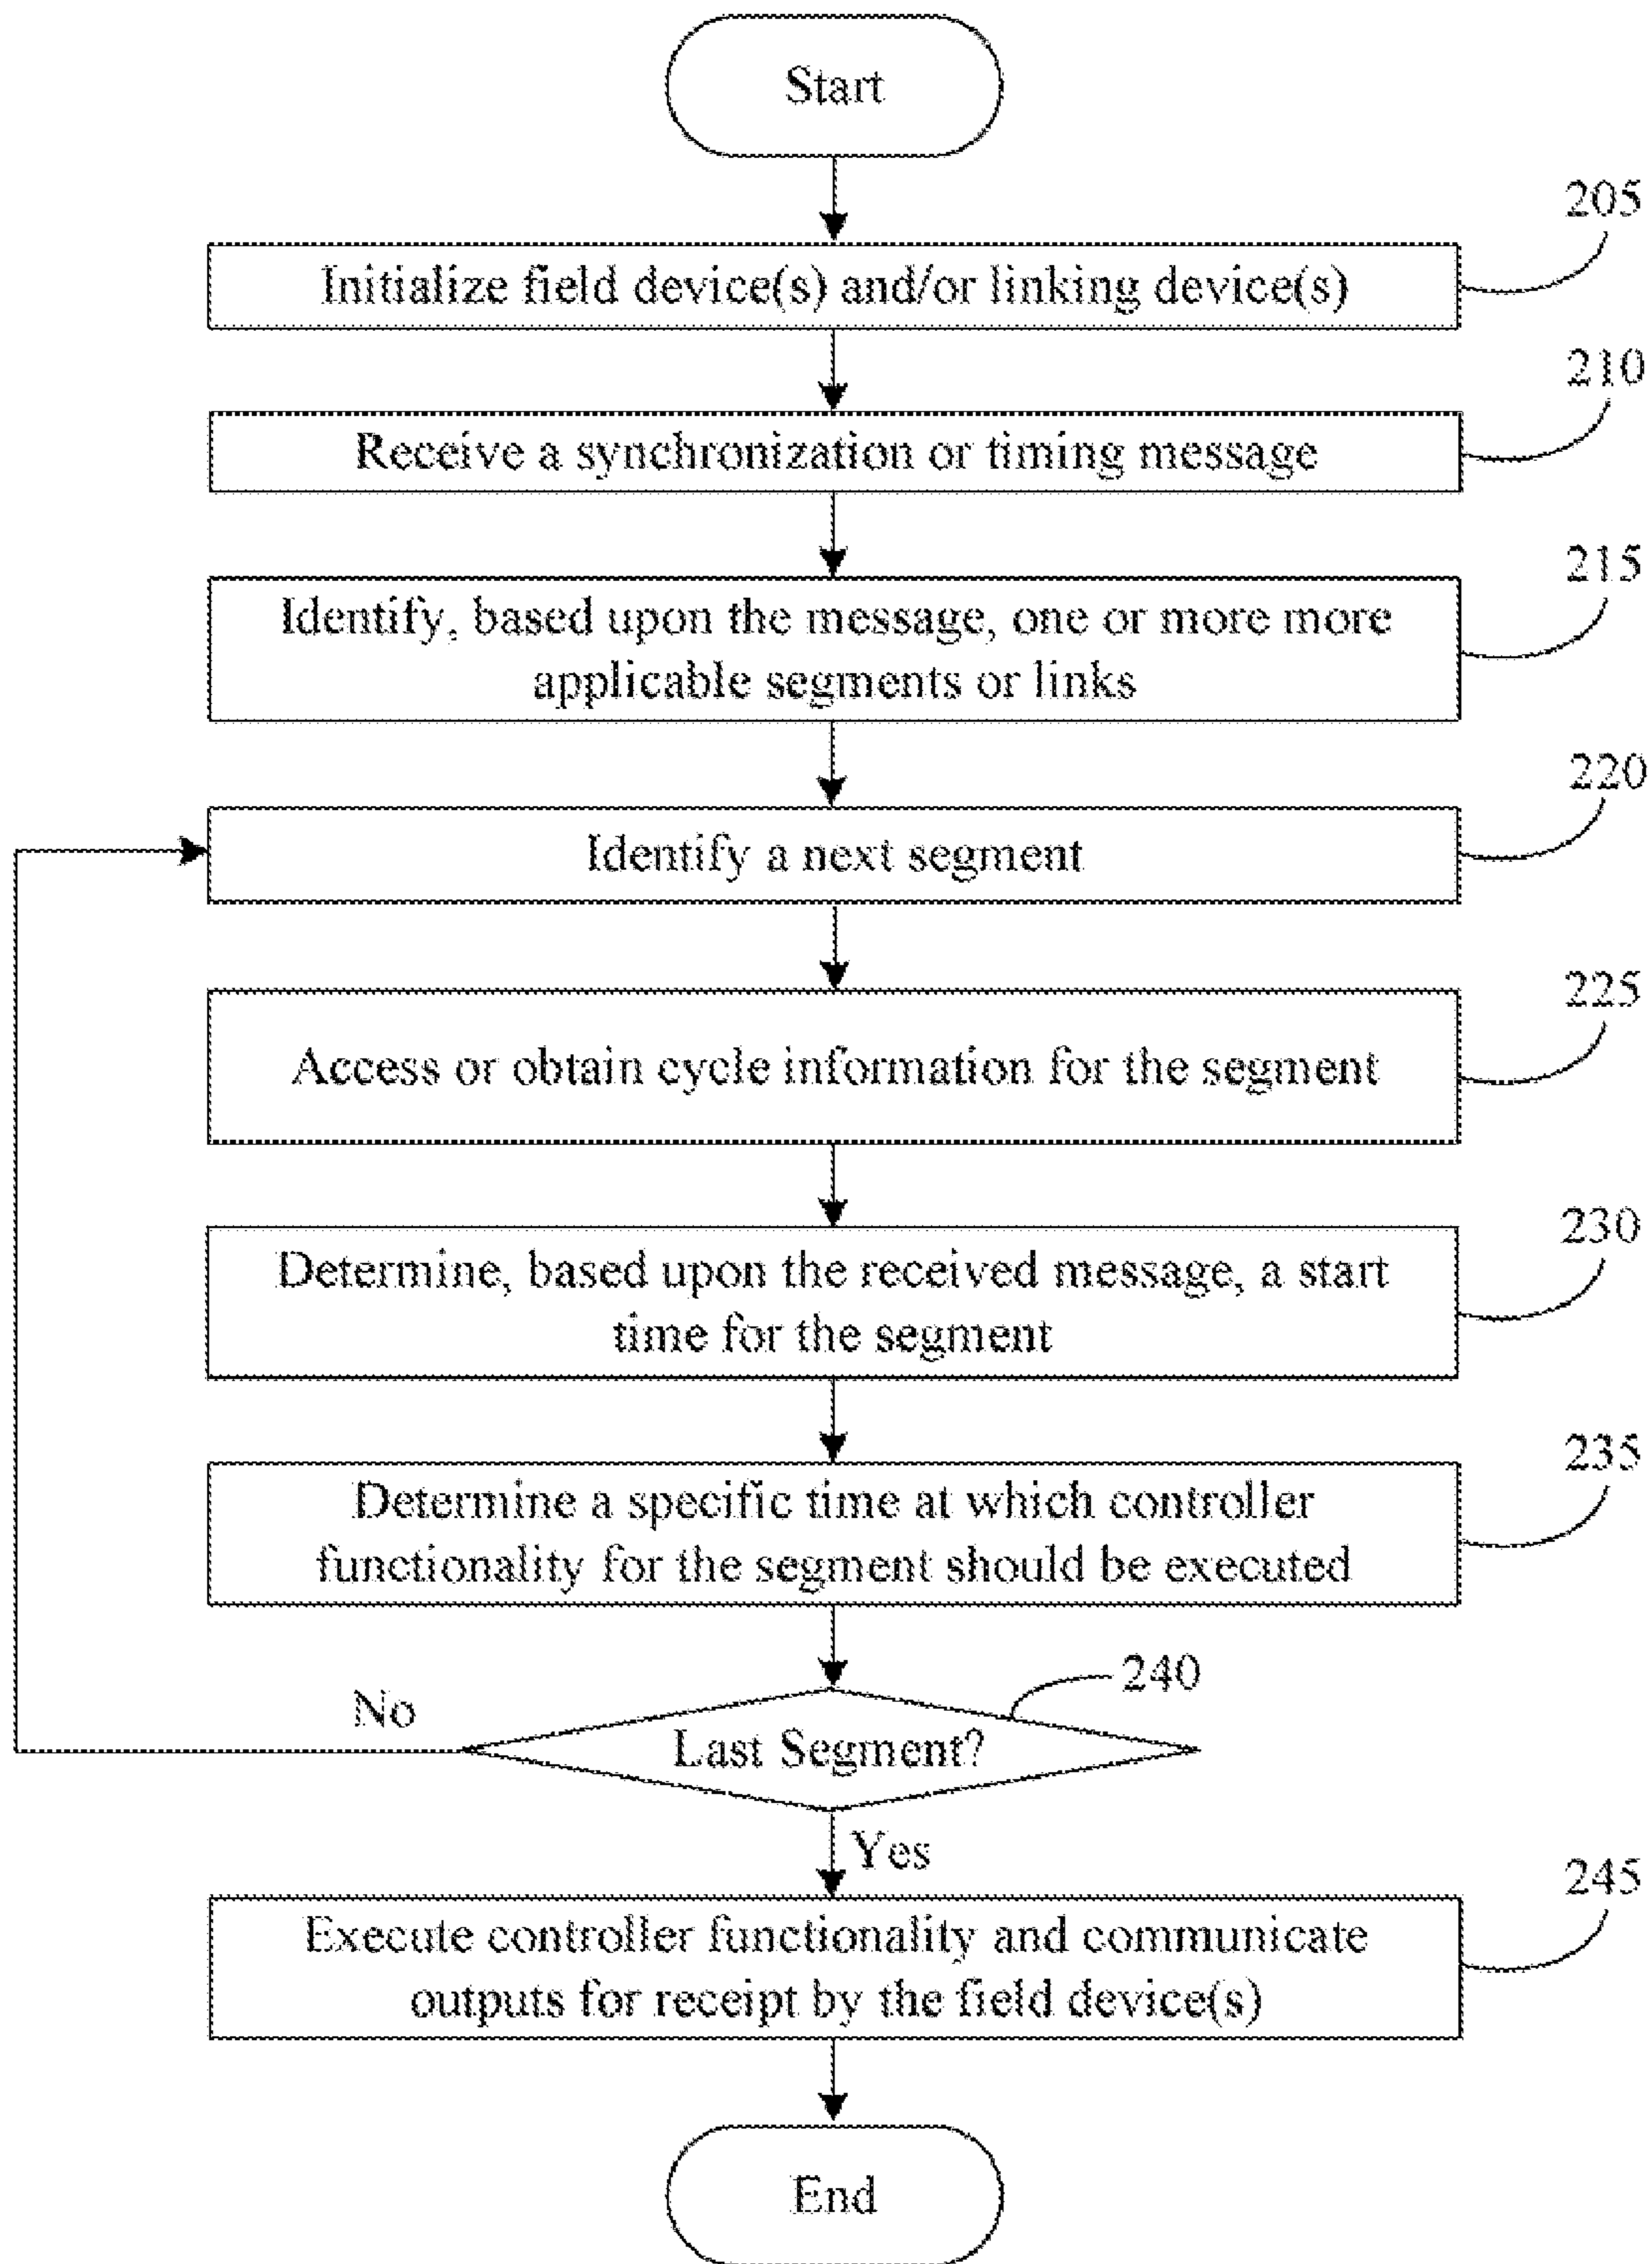 Start
205
Initialize field device(s) and/or linking device(s)
210
Receive a synchronization or timing message
215
Identify, based upon the message, one or more more
applicable segments or links
220
Identify a next segment
225
Access or obtain cycle information for the segment
230
Determine, based upon the received message, a start
time for the segment
235
Determine a specific time at which controller
functionality for the segment should be executed
240
No
Last Segment?
Yes
245
Execute controller functionality and communicate
outputs for receipt by the field device(s)
End